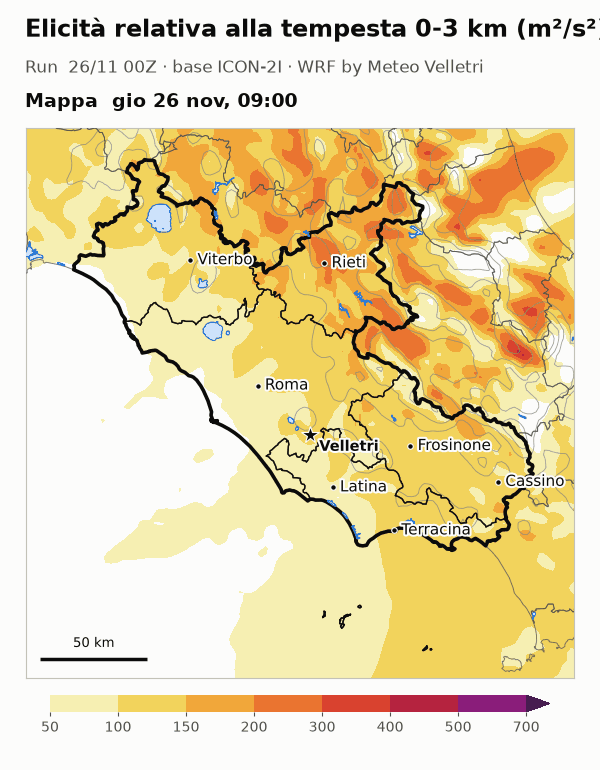 Elicità relativa alla tempesta 0-3 km (m²/s²)
Run 26/11 00Z · base ICON-2I · WRF by Meteo Velletri
Mappa gio 26 nov, 09:00
Viterbo
Rieti
Roma
Velletri
Frosinone
Cassino
Latina
Terracina
50 km
50 100 150 200 300 400 500 700